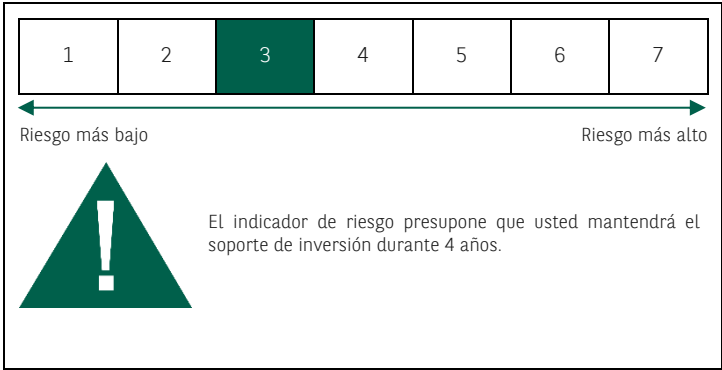 1 2 3 4 5 6 7
Riesgo más bajo Riesgo más alto
!
El indicador de riesgo presupone que usted mantendrá el
soporte de inversión durante 4 años.